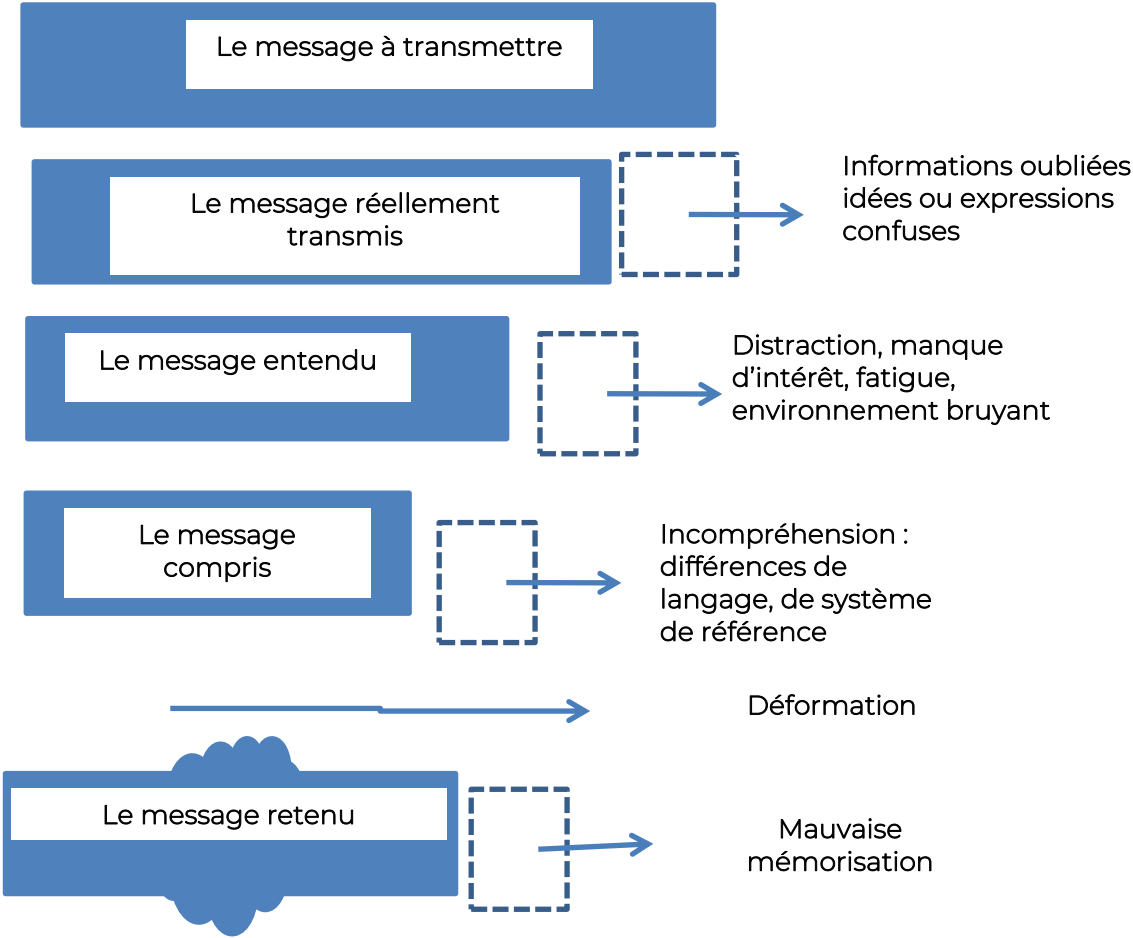 Le message à transmettre
Le message réellement
transmis
Informations oubliées
idées ou expressions
confuses
Le message entendu
Distraction, manque
d’intérêt, fatigue,
environnement bruyant
Le message
compris
Incompréhension :
différences de
langage, de système
de référence
Déformation
Le message retenu
Mauvaise
mémorisation